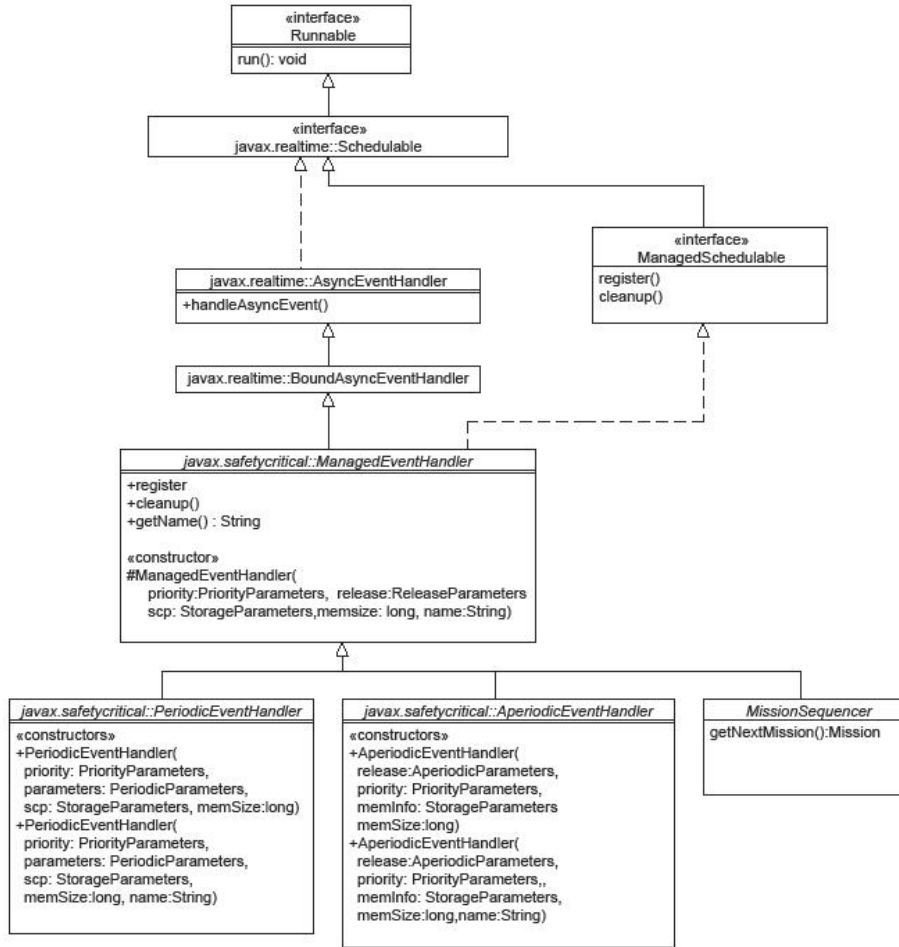 «interface»
Runnable
run(): void
«interface»
javax.realtime::Schedulable
«interface»
ManagedSchedulable
register()
cleanup()
javax.realtime::AsyncEventHandler
+handleAsyncEvent()
javax.realtime::BoundAsyncEventHandler
javax.safetycritical::ManagedEventHandler
+register
+cleanup()
+getName() : String
«constructor»
#ManagedEventHandler(
priority:PriorityParameters, release:ReleaseParameters
scp: StorageParameters,memsize: long, name:String)
javax.safetycritical::PeriodicEventHandler
«constructors»
+PeriodicEventHandler(
priority: PriorityParameters,
parameters: PeriodicParameters,
scp: StorageParameters, memSize:long)
+PeriodicEventHandler(
priority: PriorityParameters,
parameters: PeriodicParameters,
scp: StorageParameters,
memSize:long, name:String)
javax.safetycritical::AperiodicEventHandler
«constructors»
+AperiodicEventHandler(
release:AperiodicParameters,
priority: PriorityParameters,
memInfo: StorageParameters
memSize:long)
+AperiodicEventHandler(
release:AperiodicParameters,
priority: PriorityParameters,,
memInfo: StorageParameters,
memSize:long,name:String)
MissionSequencer
getNextMission():Mission